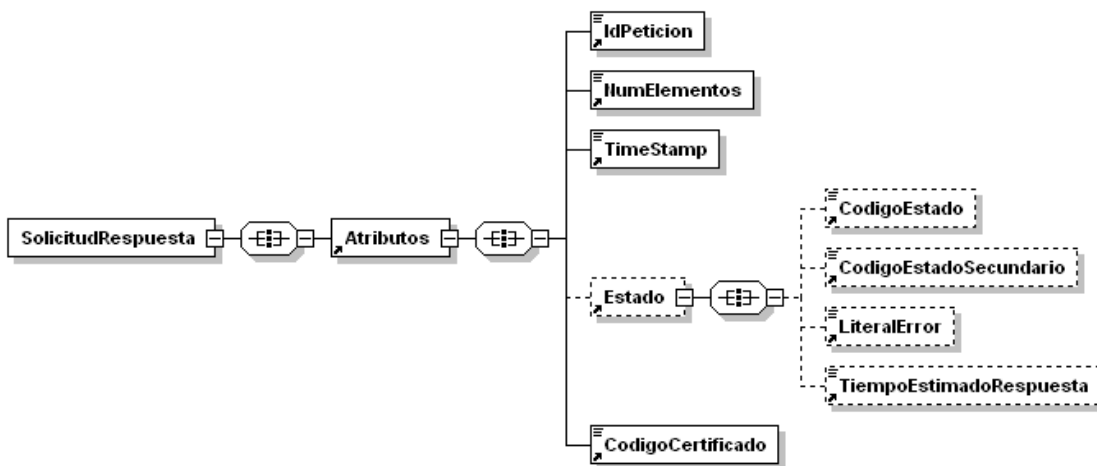 IdPeticion
NumElementos
TimeStamp
SolicitudRespuesta
Atributos
Estado
CodigoEstado
CodigoEstadoSecundario
LiteralError
TiempoEstimadoRespuesta
CodigoCertificado